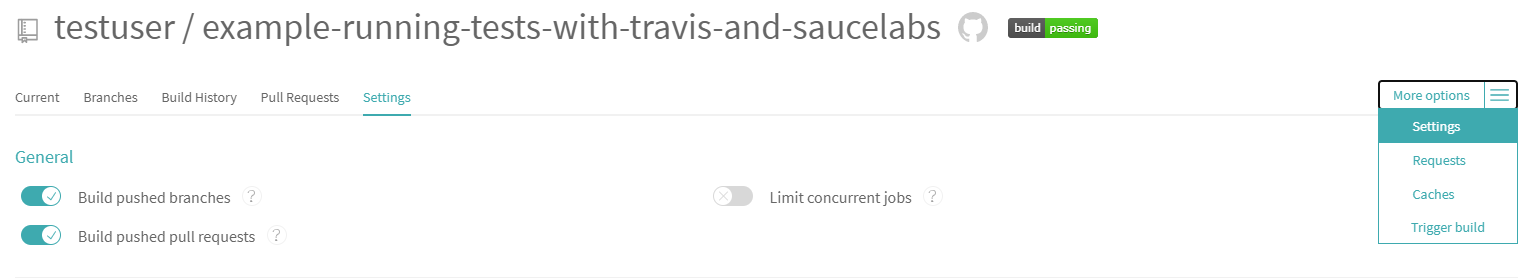 testuser / example-running-tests-with-travis-and-saucelabs build passing
Current Branches Build History Pull Requests Settings More options
Settings
General
Requests
Build pushed branches ? Limit concurrent jobs ?
Caches
Trigger build
Build pushed pull requests ?